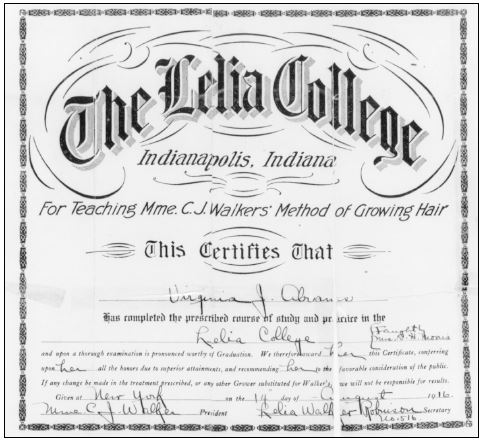 The Lelia College
Indianapolis, Indiana
For Teaching Mme. C.J. Walkers' Method of Growing Hair
This Certifies That
Virginia J. Abrams
Has completed the prescribed course of study and practice in the
Lelia College
Faculty
Mrs.
and upon a thorough examination is pronounced worthy of Graduation. We therefore award her this Certificate, conferring
upon her all the honors due to superior attainments, and recommending her to the favorable consideration of the public.
If any change be made in the treatment prescribed, or any other Grower substituted for Walker's, we will not be responsible for results.
Given at New York on the 19 day of August 1916.
Mme C. J. Walker President Lelia Walker Robinson Secretary
No. 516.